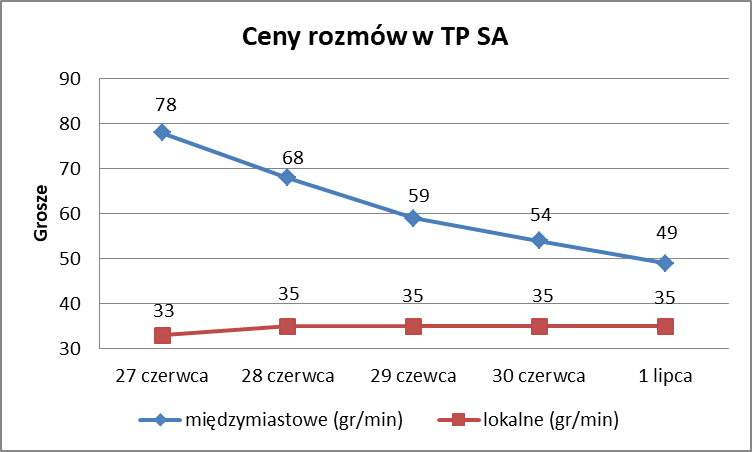 Ceny rozmów w TP SA
Grosze
90
80
70
60
50
40
30
78
68
59
54
49
33
35
35
35
35
27 czerwca
28 czerwca
29 czewca
30 czerwca
1 lipca
międzymiastowe (gr/min)
lokalne (gr/min)